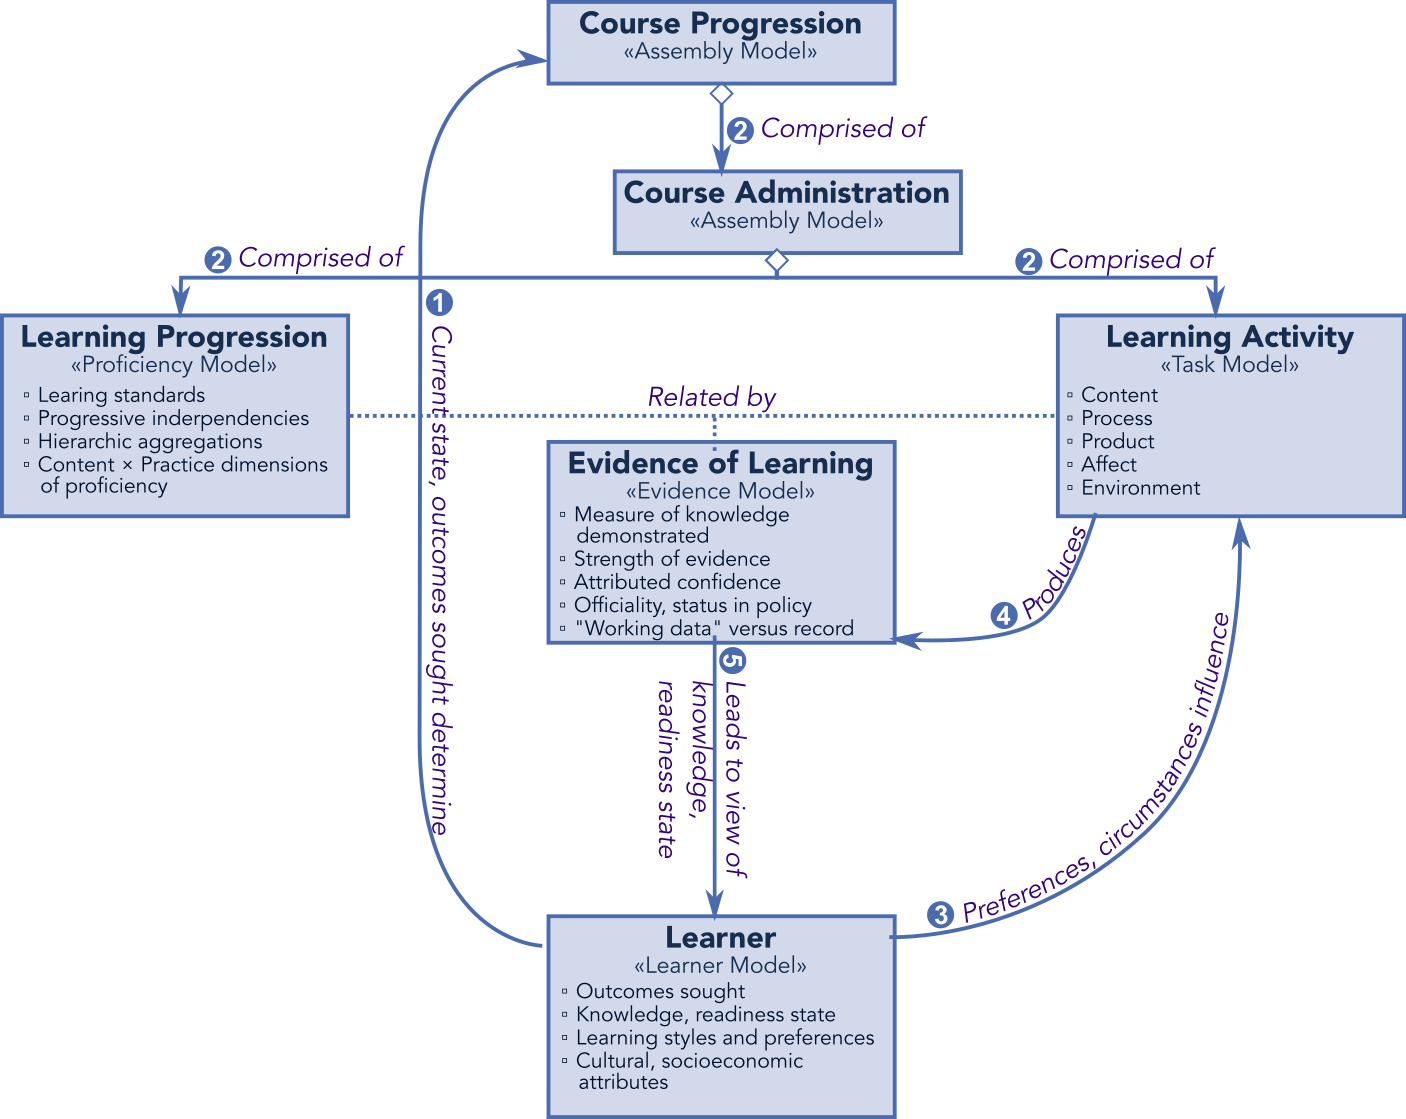 Course Progression
«Assembly Model»
2 Comprised of
Course Administration
«Assembly Model»
2 Comprised of
2 Comprised of
1 Current state, outcomes sought determine
Learning Progression
«Proficiency Model»
▫ Learing standards
▫ Progressive inderpendencies
▫ Hierarchic aggregations
▫ Content × Practice dimensions
of proficiency
Related by
Learning Activity
«Task Model»
▫ Content
▫ Process
▫ Product
▫ Affect
▫ Environment
Evidence of Learning
«Evidence Model»
▫ Measure of knowledge
demonstrated
▫ Strength of evidence
▫ Attributed confidence
▫ Officiality, status in policy
▫ "Working data" versus record
4 Produces
5 Leads to view of
knowledge,
readiness state
3 Preferences, circumstances influence
Learner
«Learner Model»
▫ Outcomes sought
▫ Knowledge, readiness state
▫ Learning styles and preferences
▫ Cultural, socioeconomic
attributes